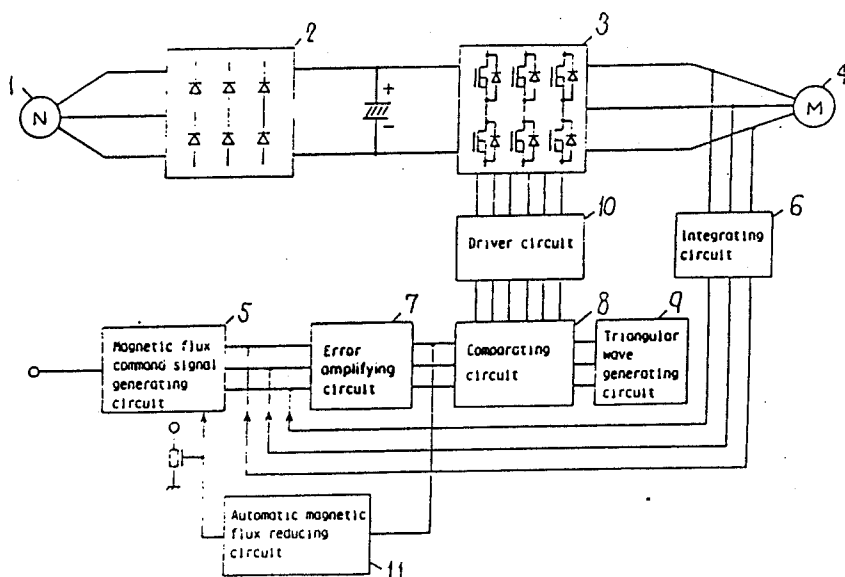 2
3
1
N
+
-
M
4
10
Driver circuit
6
Integrating
circuit
5
Magnetic flux
command signal
generating
circuit
7
Error
amplifying
circuit
8
Comparating
circuit
9
Triangular
wave
generating
circuit
Automatic magnetic
flux reducing
circuit
11